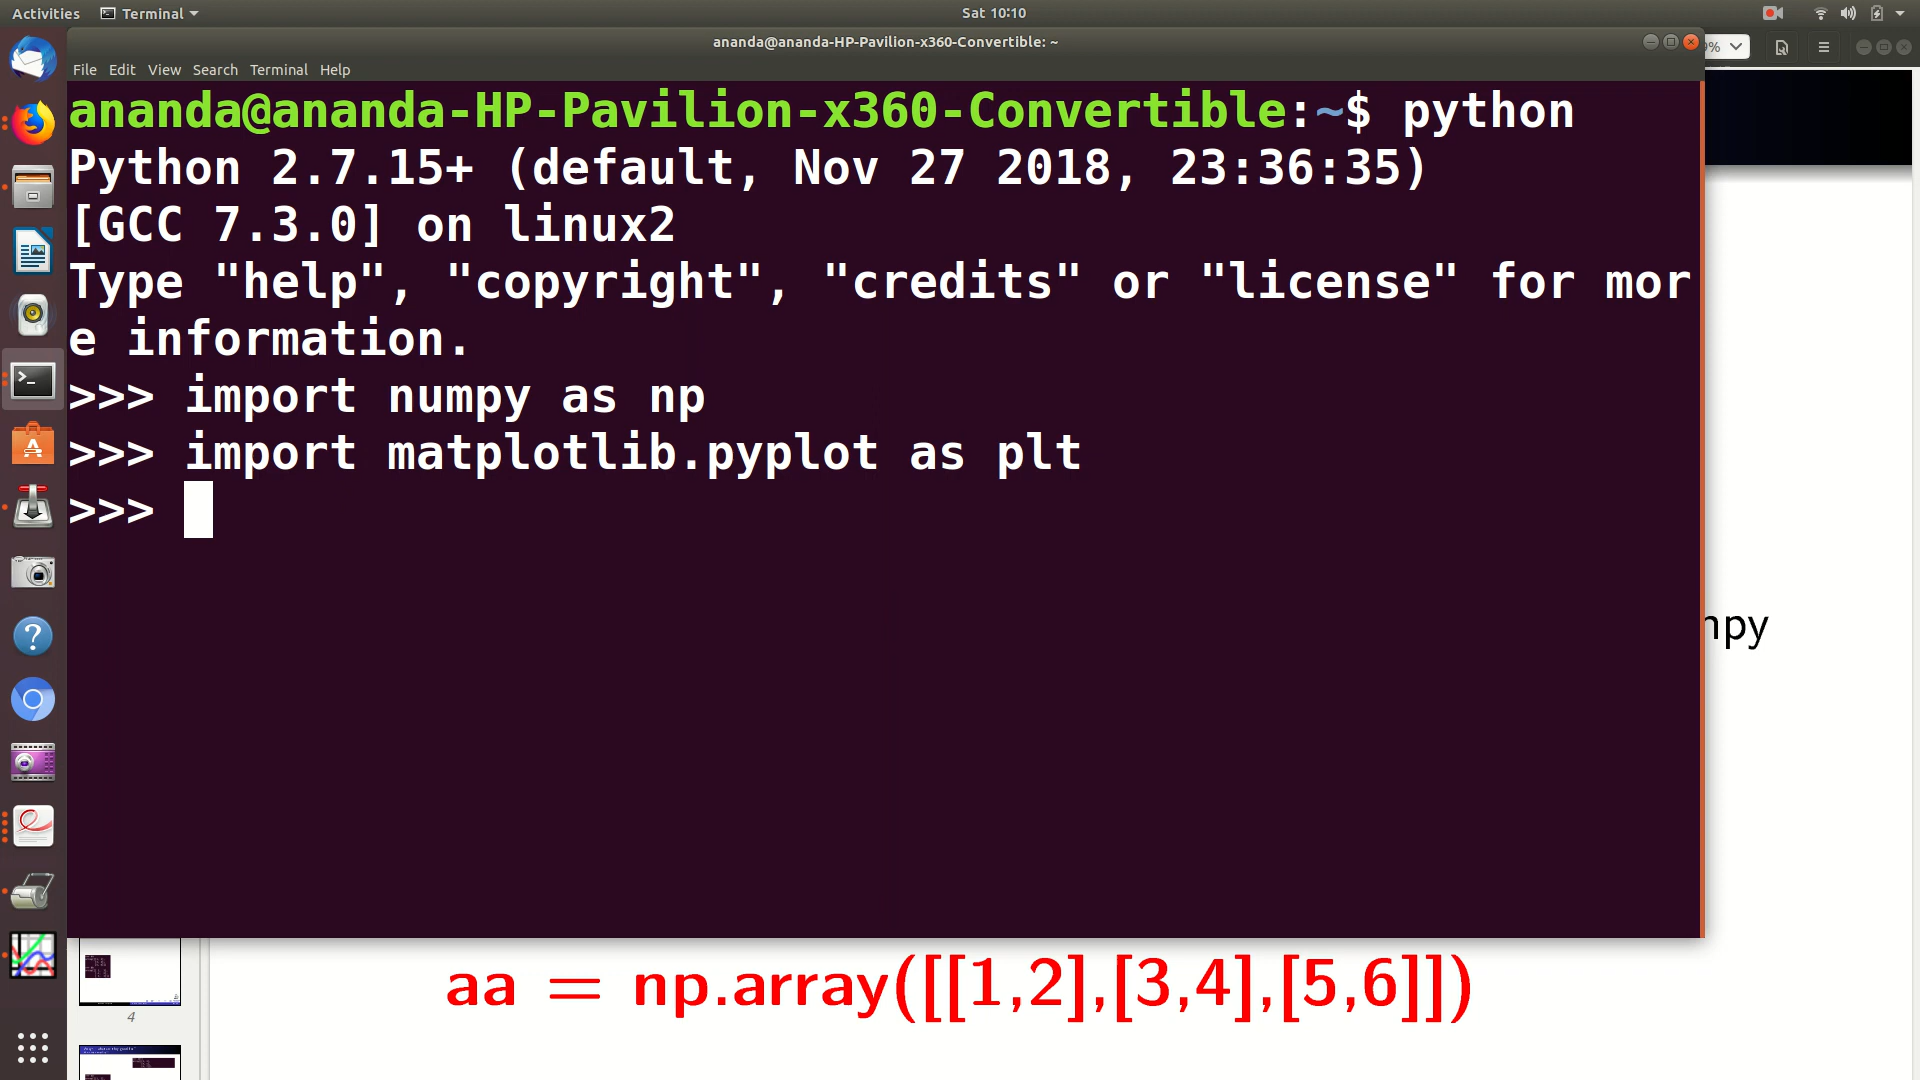 Activities Terminal Sat 10:10
ananda@ananda-HP-Pavilion-x360-Convertible: ~
File Edit View Search Terminal Help
ananda@ananda-HP-Pavilion-x360-Convertible:~$ python
Python 2.7.15+ (default, Nov 27 2018, 23:36:35)
[GCC 7.3.0] on linux2
Type "help", "copyright", "credits" or "license" for mor
e information.
>>> import numpy as np
>>> import matplotlib.pyplot as plt
>>>
aa = np.array([[1,2],[3,4],[5,6]])
4